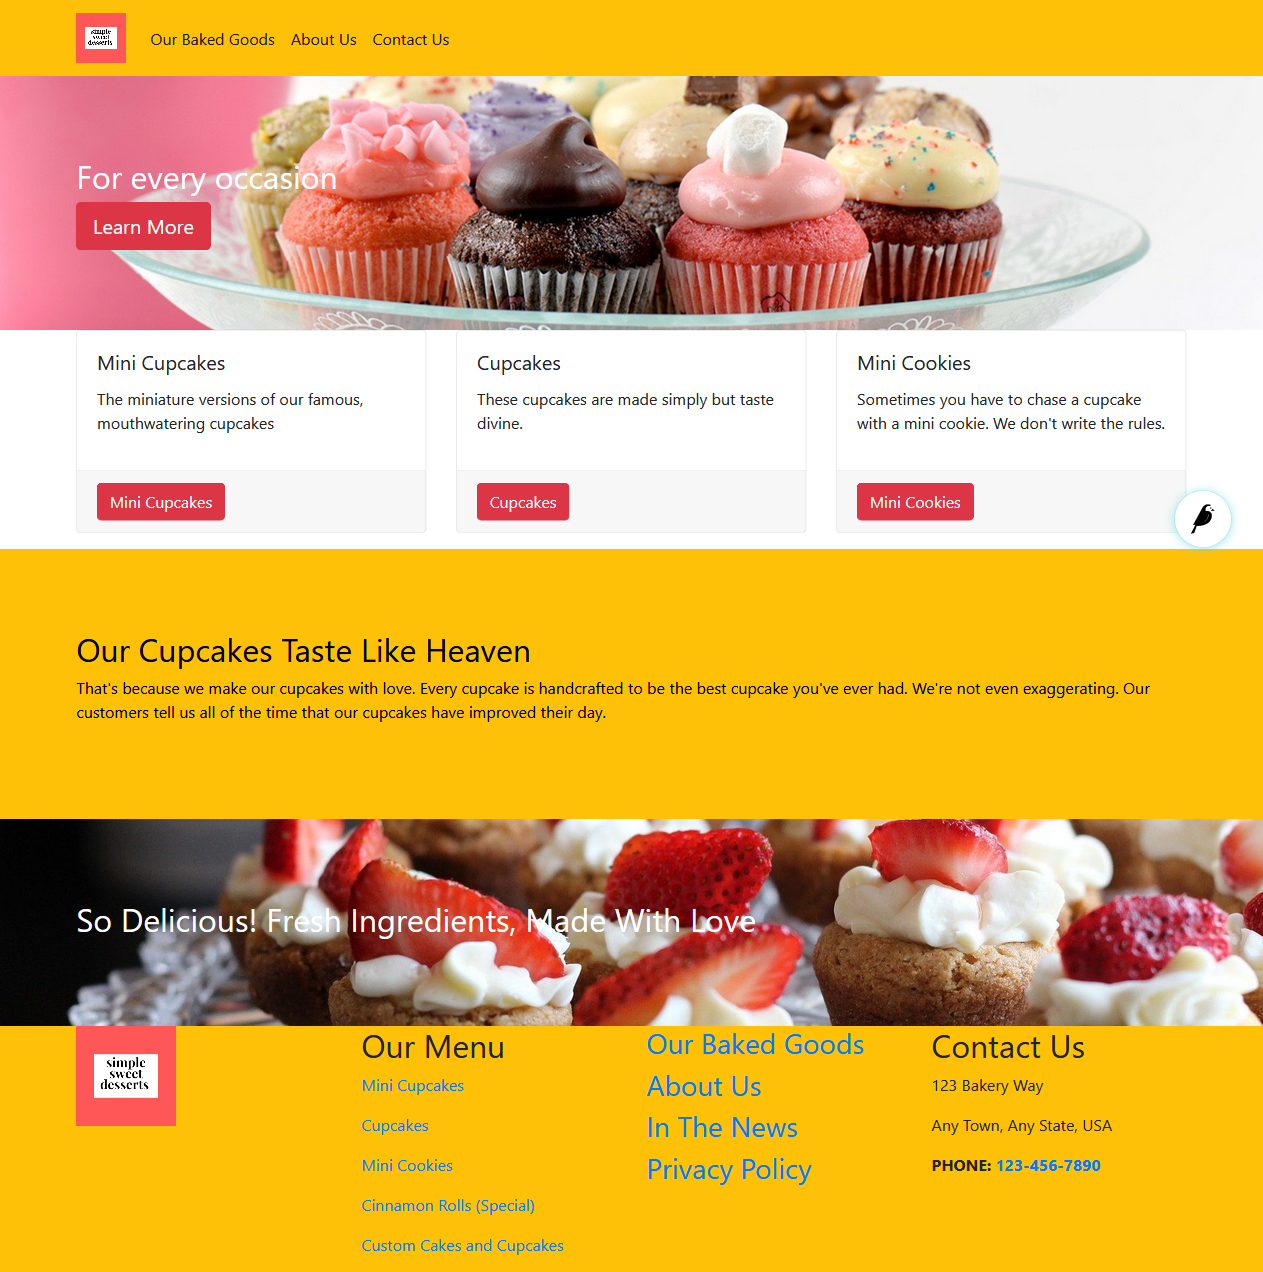 simple
sweet
desserts
Our Baked Goods About Us Contact Us
For every occasion
Learn More
Mini Cupcakes
The miniature versions of our famous,
mouthwatering cupcakes
Mini Cupcakes
Cupcakes
These cupcakes are made simply but taste
divine.
Cupcakes
Mini Cookies
Sometimes you have to chase a cupcake
with a mini cookie. We don't write the rules.
Mini Cookies
Our Cupcakes Taste Like Heaven
That's because we make our cupcakes with love. Every cupcake is handcrafted to be the best cupcake you've ever had. We're not even exaggerating. Our
customers tell us all of the time that our cupcakes have improved their day.
So Delicious! Fresh Ingredients, Made With Love
simple
sweet
desserts
Our Menu
Mini Cupcakes
Cupcakes
Mini Cookies
Cinnamon Rolls (Special)
Custom Cakes and Cupcakes
Our Baked Goods
About Us
In The News
Privacy Policy
Contact Us
123 Bakery Way
Any Town, Any State, USA
PHONE: 123-456-7890